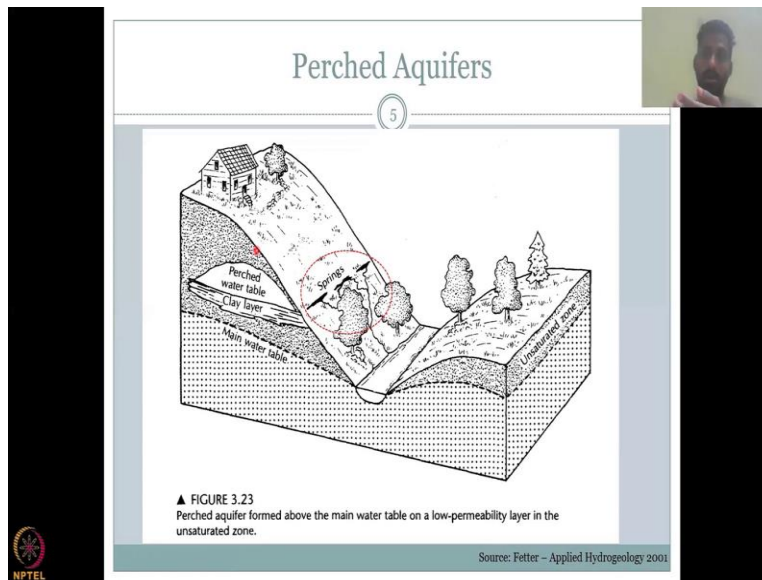 Perched Aquifers
5
Springs
Perched
water table
Clay layer
Main water table
Unsaturated zone
▲ FIGURE 3.23
Perched aquifer formed above the main water table on a low-permeability layer in the
unsaturated zone.
Source: Fetter – Applied Hydrogeology 2001
NPTEL